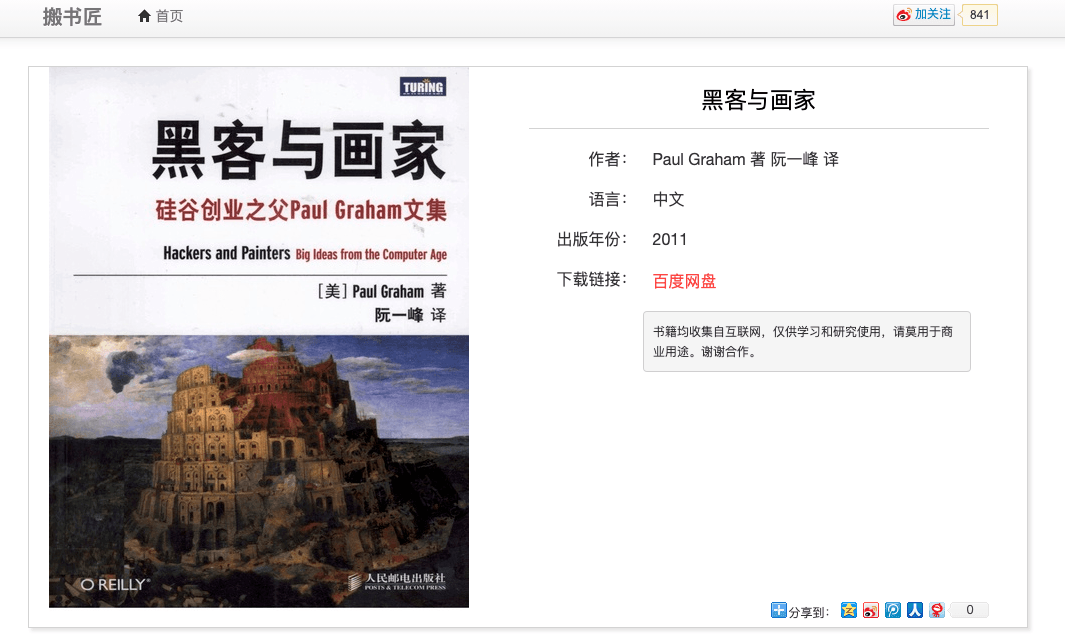 搬书匠
首页
加关注
841
TURING
黑客与画家
硅谷创业之父Paul Graham文集
Hackers and Painters Big Ideas from the Computer Age
[美] Paul Graham 著
阮一峰 译
O REILLY®
人民邮电出版社
POSTS & TELECOM PRESS
黑客与画家
作者： Paul Graham 著 阮一峰 译
语言： 中文
出版年份： 2011
下载链接： 百度网盘
书籍均收集自互联网，仅供学习和研究使用，请莫用于商
业用途。谢谢合作。
分享到： 0